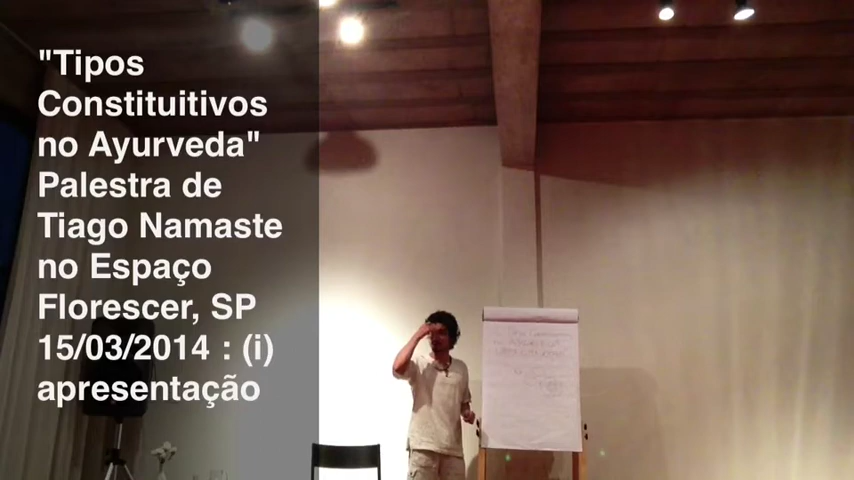 "Tipos
Constituitivos
no Ayurveda"
Palestra de
Tiago Namaste
no Espaço
Florescer, SP
15/03/2014 : (i)
apresentação